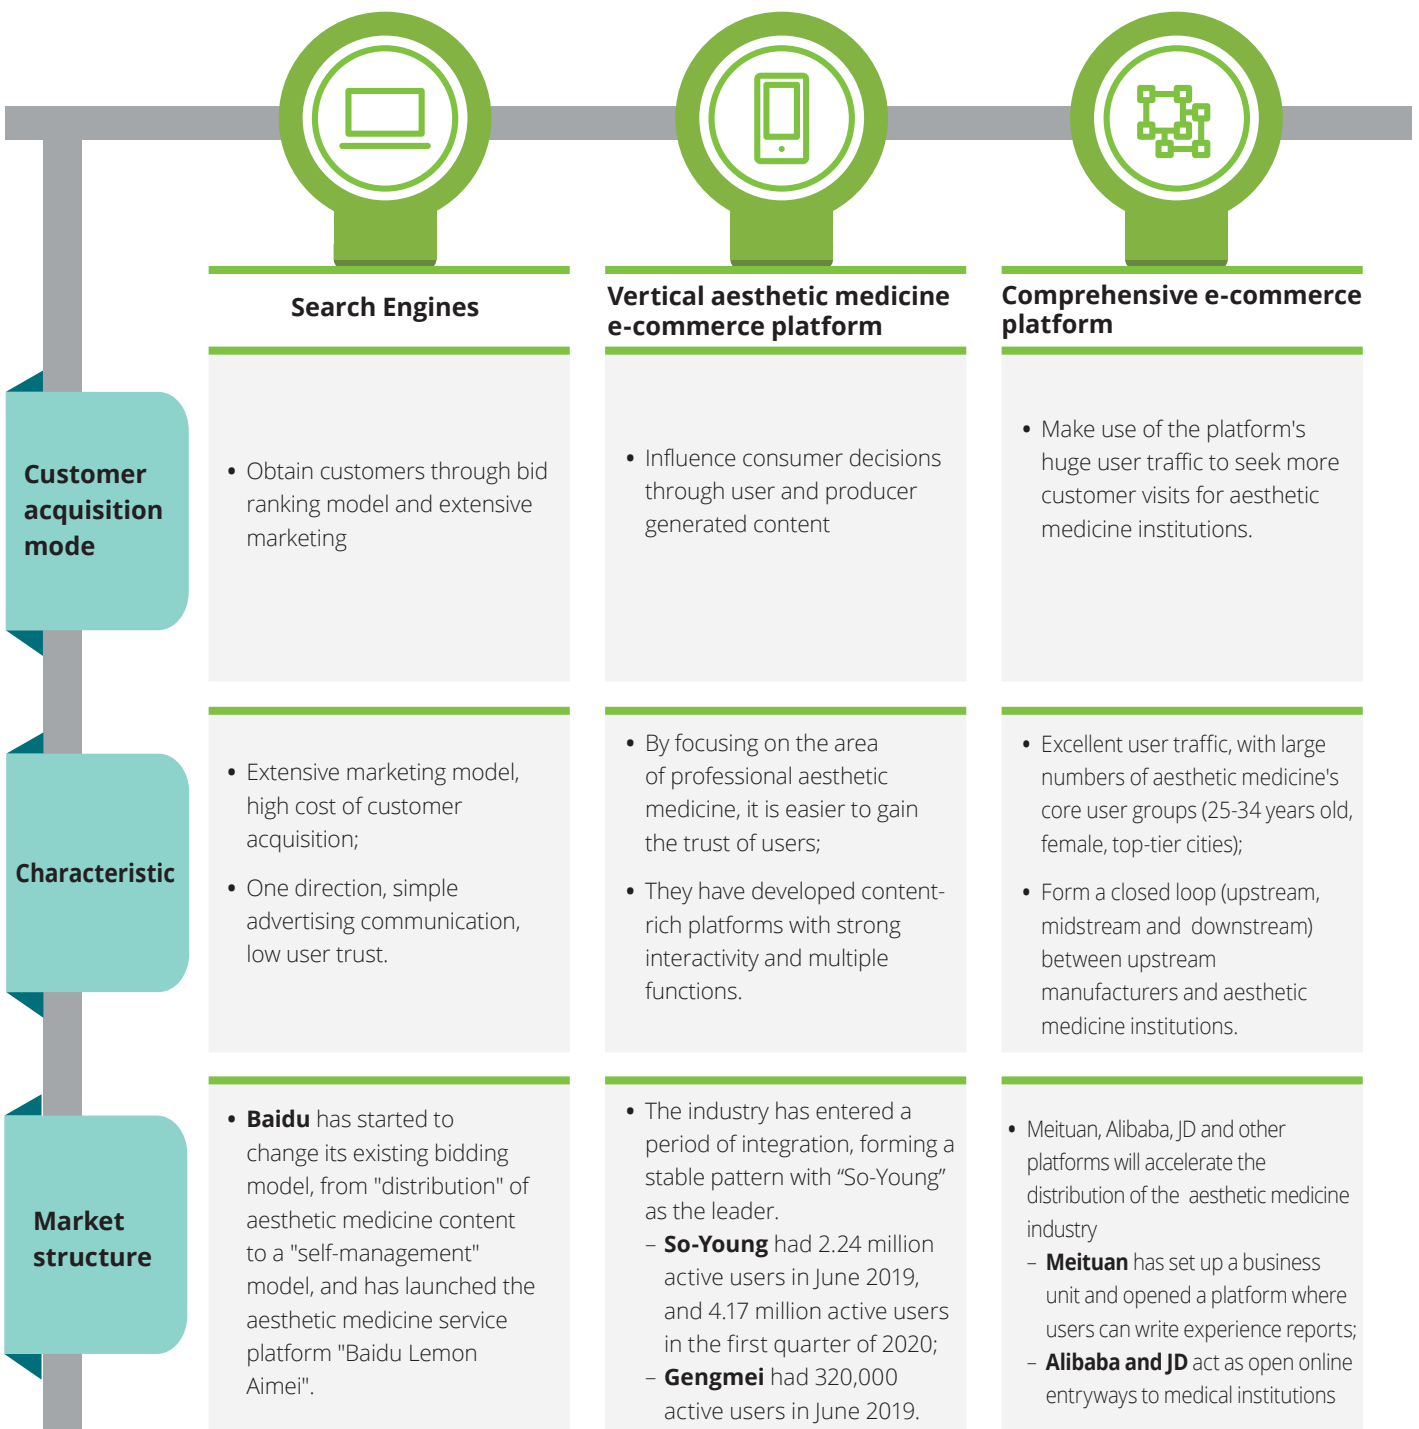 Search Engines
Vertical aesthetic medicine
e-commerce platform
Comprehensive e-commerce
platform
Customer
acquisition
mode
• Obtain customers through bid
ranking model and extensive
marketing
• Influence consumer decisions
through user and producer
generated content
• Make use of the platform's
huge user traffic to seek more
customer visits for aesthetic
medicine institutions.
Characteristic
• Extensive marketing model,
high cost of customer
acquisition;
• One direction, simple
advertising communication,
low user trust.
• By focusing on the area
of professional aesthetic
medicine, it is easier to gain
the trust of users;
• They have developed content-
rich platforms with strong
interactivity and multiple
functions.
• Excellent user traffic, with large
numbers of aesthetic medicine's
core user groups (25-34 years old,
female, top-tier cities);
• Form a closed loop (upstream,
midstream and downstream)
between upstream
manufacturers and aesthetic
medicine institutions.
Market
structure
• Baidu has started to
change its existing bidding
model, from "distribution" of
aesthetic medicine content
to a "self-management"
model, and has launched the
aesthetic medicine service
platform "Baidu Lemon
Aimei".
• The industry has entered a
period of integration, forming a
stable pattern with “So-Young”
as the leader.
– So-Young had 2.24 million
active users in June 2019,
and 4.17 million active users
in the first quarter of 2020;
– Gengmei had 320,000
active users in June 2019.
• Meituan, Alibaba, JD and other
platforms will accelerate the
distribution of the aesthetic medicine
industry
– Meituan has set up a business
unit and opened a platform where
users can write experience reports;
– Alibaba and JD act as open online
entryways to medical institutions